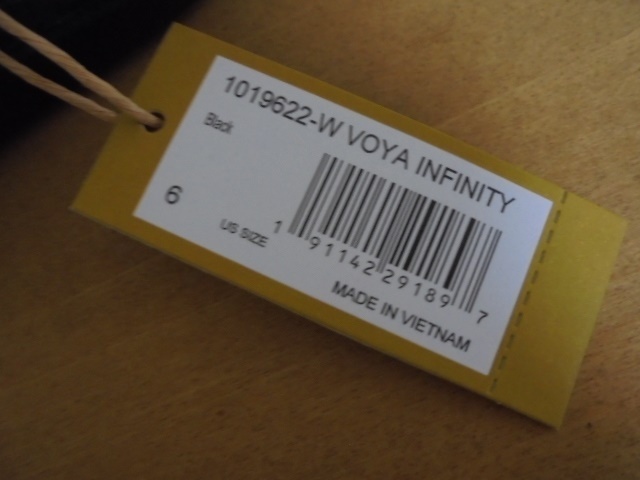 1019622-W VOYA INFINITY
Black
6
US SIZE
1 91142 29189 7
MADE IN VIETNAM